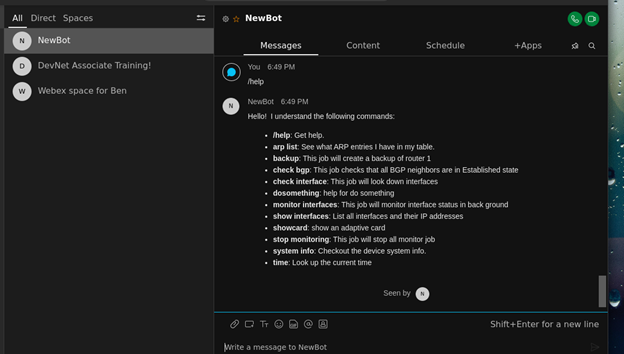 All Direct Spaces
N NewBot
D DevNet Associate Training!
W Webex space for Ben
NewBot
Messages Content Schedule +Apps
You 6:49 PM
/help
N NewBot 6:49 PM
Hello! I understand the following commands:
/help: Get help.
arp list: See what ARP entries I have in my table.
backup: This job will create a backup of router 1
check bgp: This job checks that all BGP neighbors are in Established state
check interface: This job will look down interfaces
dosomething: help for do something
monitor interfaces: This job will monitor interface status in back ground
show interfaces: List all interfaces and their IP addresses
showcard: show an adaptive card
stop monitoring: This job will stop all monitor job
system info: Checkout the device system info.
time: Look up the current time
Seen by N
Shift+Enter for a new line
Write a message to NewBot